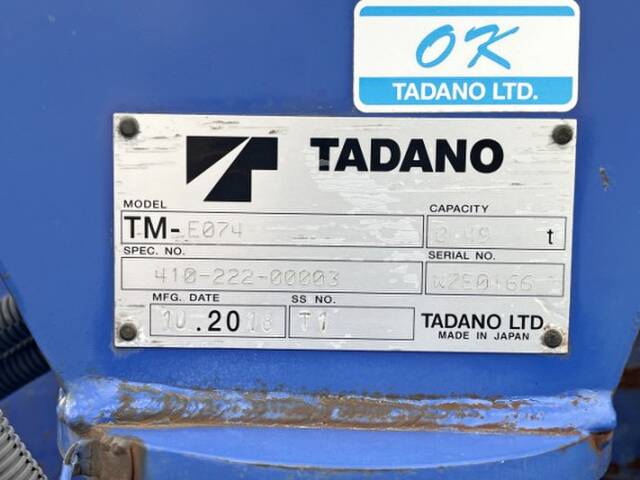 OK
TADANO LTD.
TADANO
MODEL
CAPACITY
TM-E074
t
SPEC. NO.
SERIAL NO.
410-222-00003
WZE0166
MFG. DATE
SS NO.
10.2018
T1
TADANO LTD.
MADE IN JAPAN